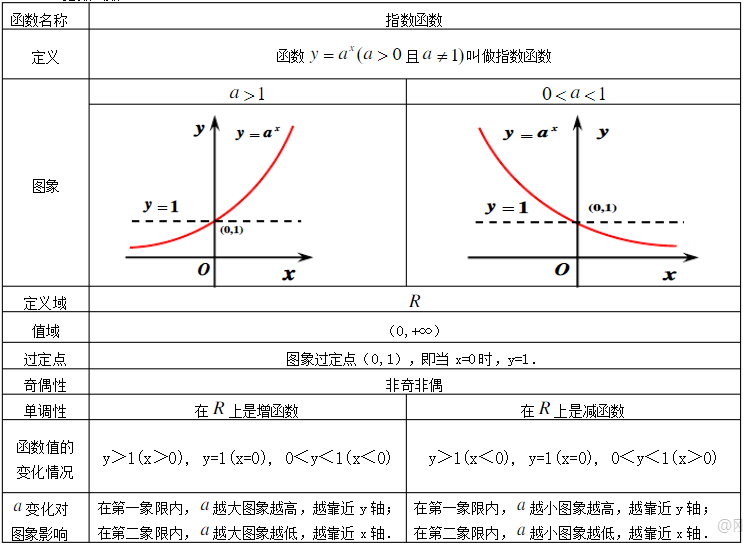 函数名称 指数函数
定义 函数 y = aˣ(a > 0 且 a ≠ 1)叫做指数函数
a > 1 0 < a < 1
图象
y y = aˣ y = 1 (0,1) O x
y = aˣ y y = 1 (0,1) O x
定义域 R
值域 (0,+∞)
过定点 图象过定点(0,1),即当 x=0时,y=1.
奇偶性 非奇非偶
单调性 在 R 上是增函数 在 R 上是减函数
函数值的
变化情况 y＞1(x＞0), y=1(x=0), 0＜y＜1(x＜0) y＞1(x＜0), y=1(x=0), 0＜y＜1(x＞0)
a 变化对
图象影响
在第一象限内, a 越大图象越高,越靠近 y轴;
在第二象限内, a 越大图象越低,越靠近 x轴.
在第一象限内, a 越小图象越高,越靠近 y轴;
在第二象限内, a 越小图象越低,越靠近 x轴.